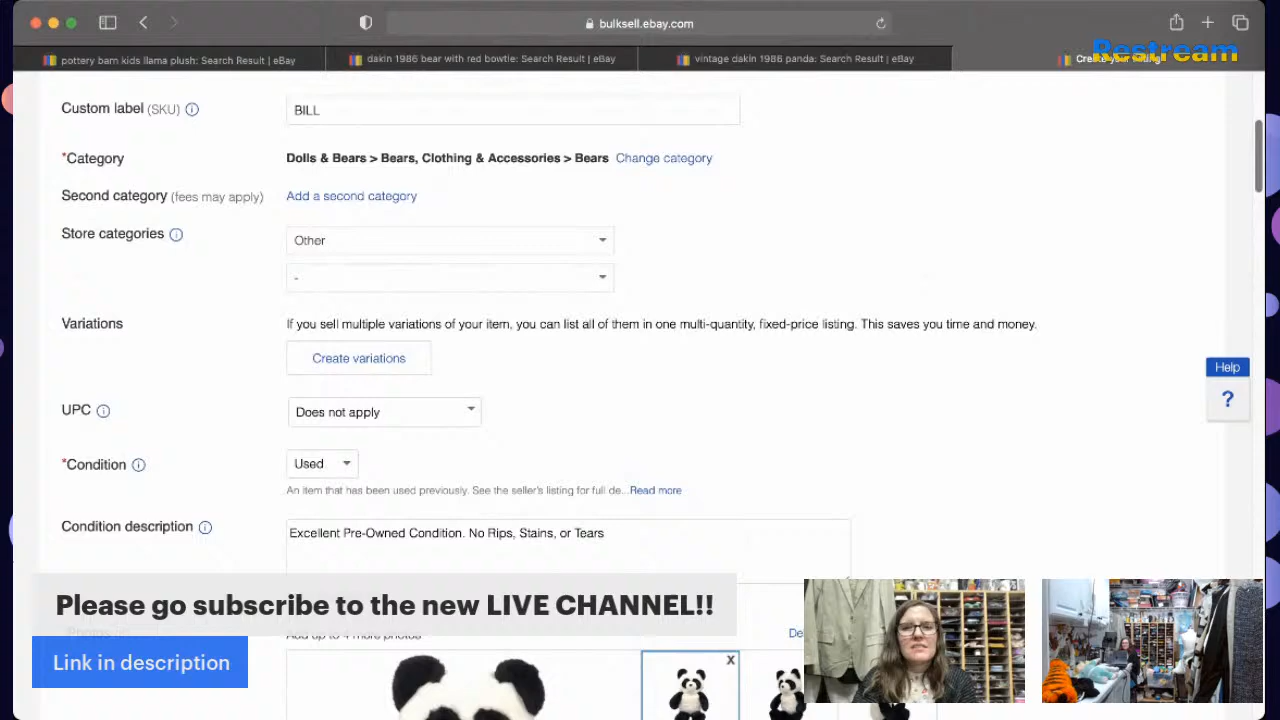 bulksell.ebay.com
pottery barn kids llama plush: Search Result | eBay
dakin 1986 bear with red bowtie: Search Result | eBay
vintage dakin 1986 panda: Search Result | eBay
Restream
Custom label (SKU)
BILL
*Category
Dolls & Bears > Bears, Clothing & Accessories > Bears Change category
Second category (fees may apply)
Add a second category
Store categories
Other
-
Variations
If you sell multiple variations of your item, you can list all of them in one multi-quantity, fixed-price listing. This saves you time and money.
Create variations
Help
?
UPC
Does not apply
*Condition
Used
An item that has been used previously. See the seller's listing for full de...Read more
Condition description
Excellent Pre-Owned Condition. No Rips, Stains, or Tears
Please go subscribe to the new LIVE CHANNEL!!
Link in description
De
X